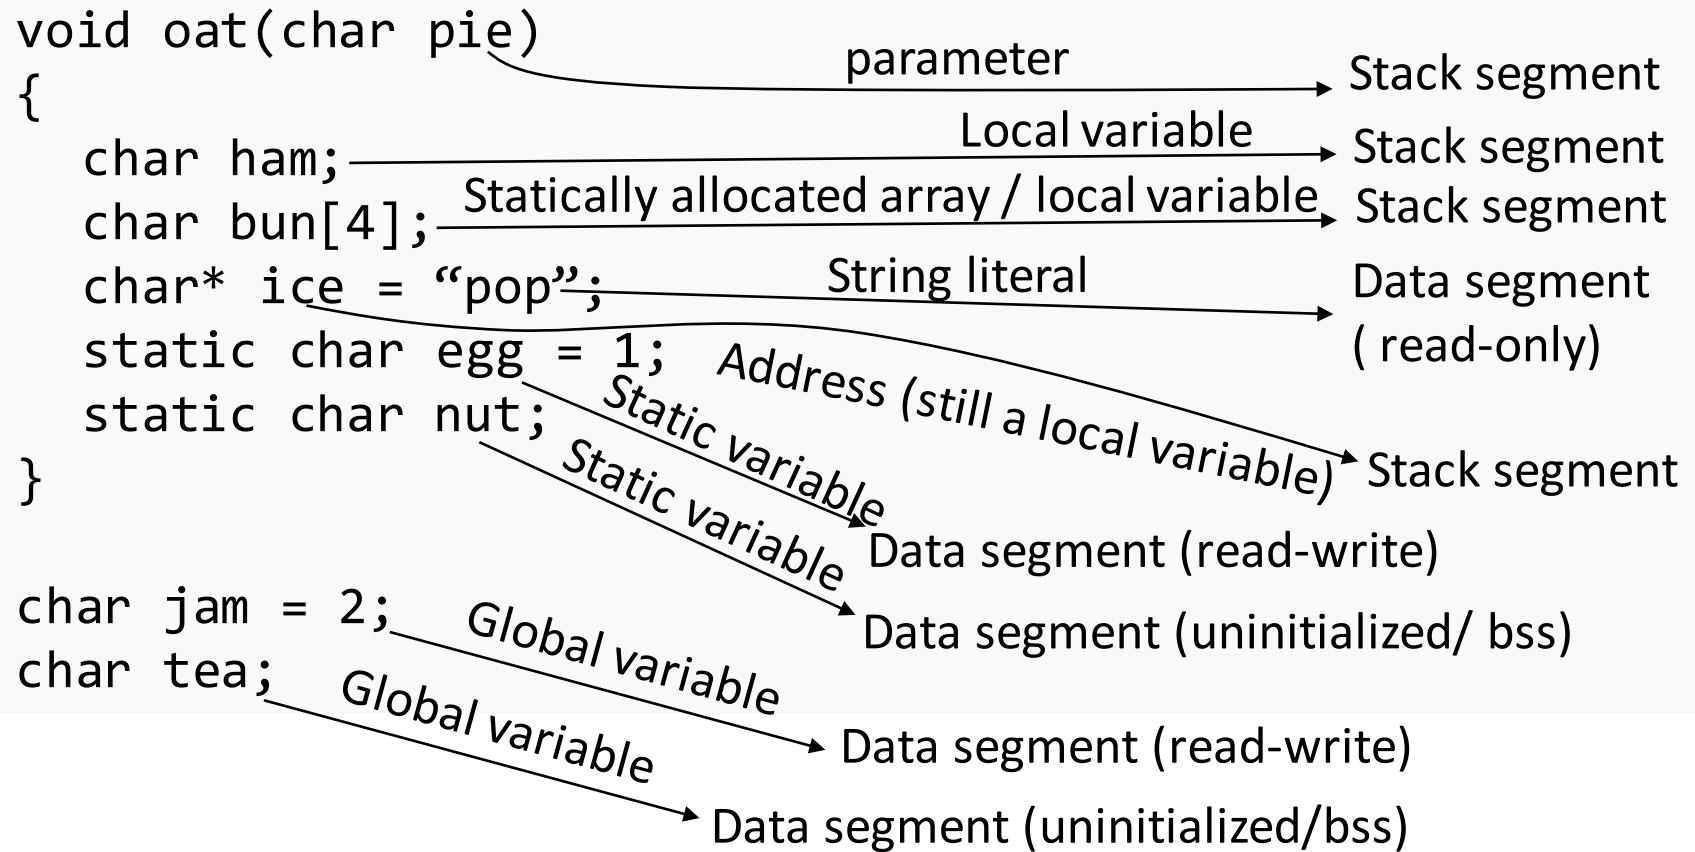 void oat(char pie)
parameter
Stack segment
{
Local variable
char ham;
Stack segment
Statically allocated array / local variable
char bun[4];
Stack segment
char* ice = “pop”;
String literal
Data segment
( read-only)
static char egg = 1;
Address (still a local variable)
Stack segment
static char nut;
Static variable
Data segment (read-write)
}
Static variable
Data segment (uninitialized/ bss)
char jam = 2;
Global variable
Data segment (read-write)
char tea;
Global variable
Data segment (uninitialized/bss)